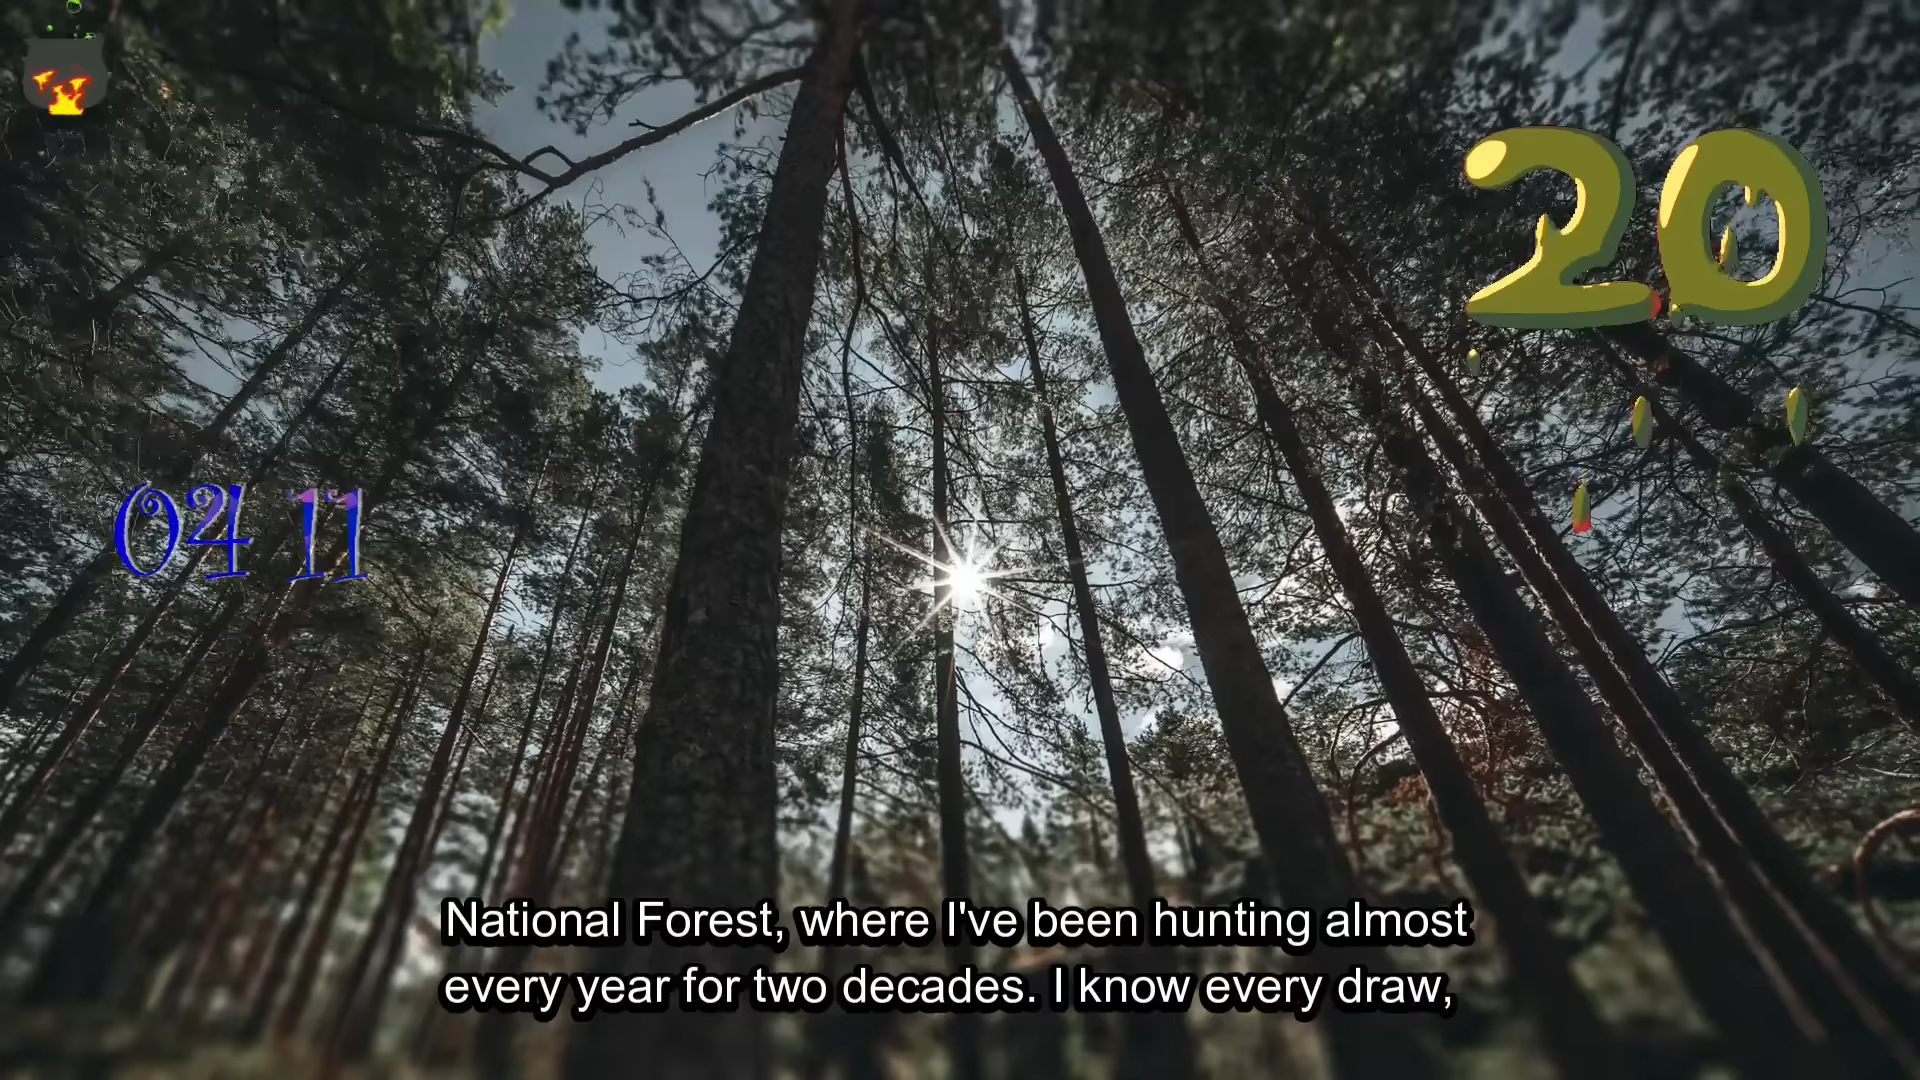 20
04 11
National Forest, where I've been hunting almost
every year for two decades. I know every draw,